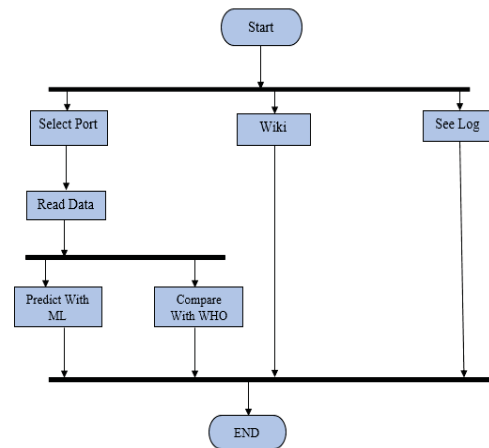 Start
Select Port
Wiki
See Log
Read Data
Predict With
ML
Compare
With WHO
END